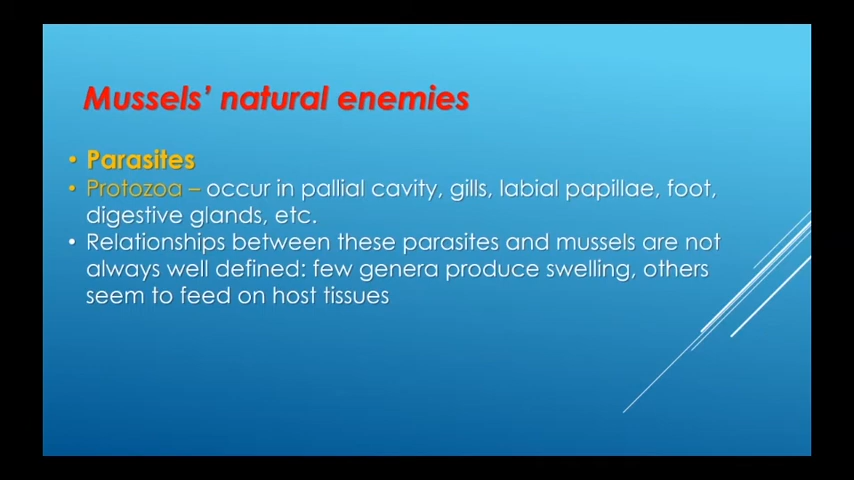 Mussels’ natural enemies
• Parasites
• Protozoa – occur in pallial cavity, gills, labial papillae, foot,
digestive glands, etc.
• Relationships between these parasites and mussels are not
always well defined: few genera produce swelling, others
seem to feed on host tissues